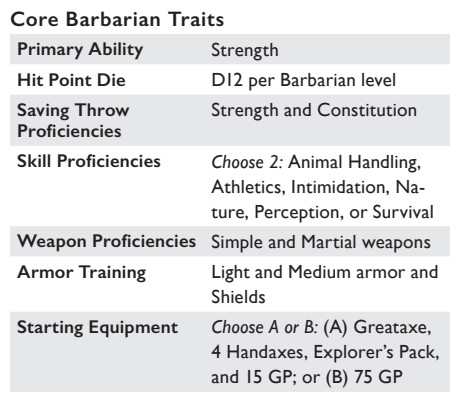 Core Barbarian Traits
Primary Ability Strength
Hit Point Die D12 per Barbarian level
Saving Throw Strength and Constitution
Proficiencies
Skill Proficiencies Choose 2: Animal Handling,
Athletics, Intimidation, Na-
ture, Perception, or Survival
Weapon Proficiencies Simple and Martial weapons
Armor Training Light and Medium armor and
Shields
Starting Equipment Choose A or B: (A) Greataxe,
4 Handaxes, Explorer's Pack,
and 15 GP; or (B) 75 GP